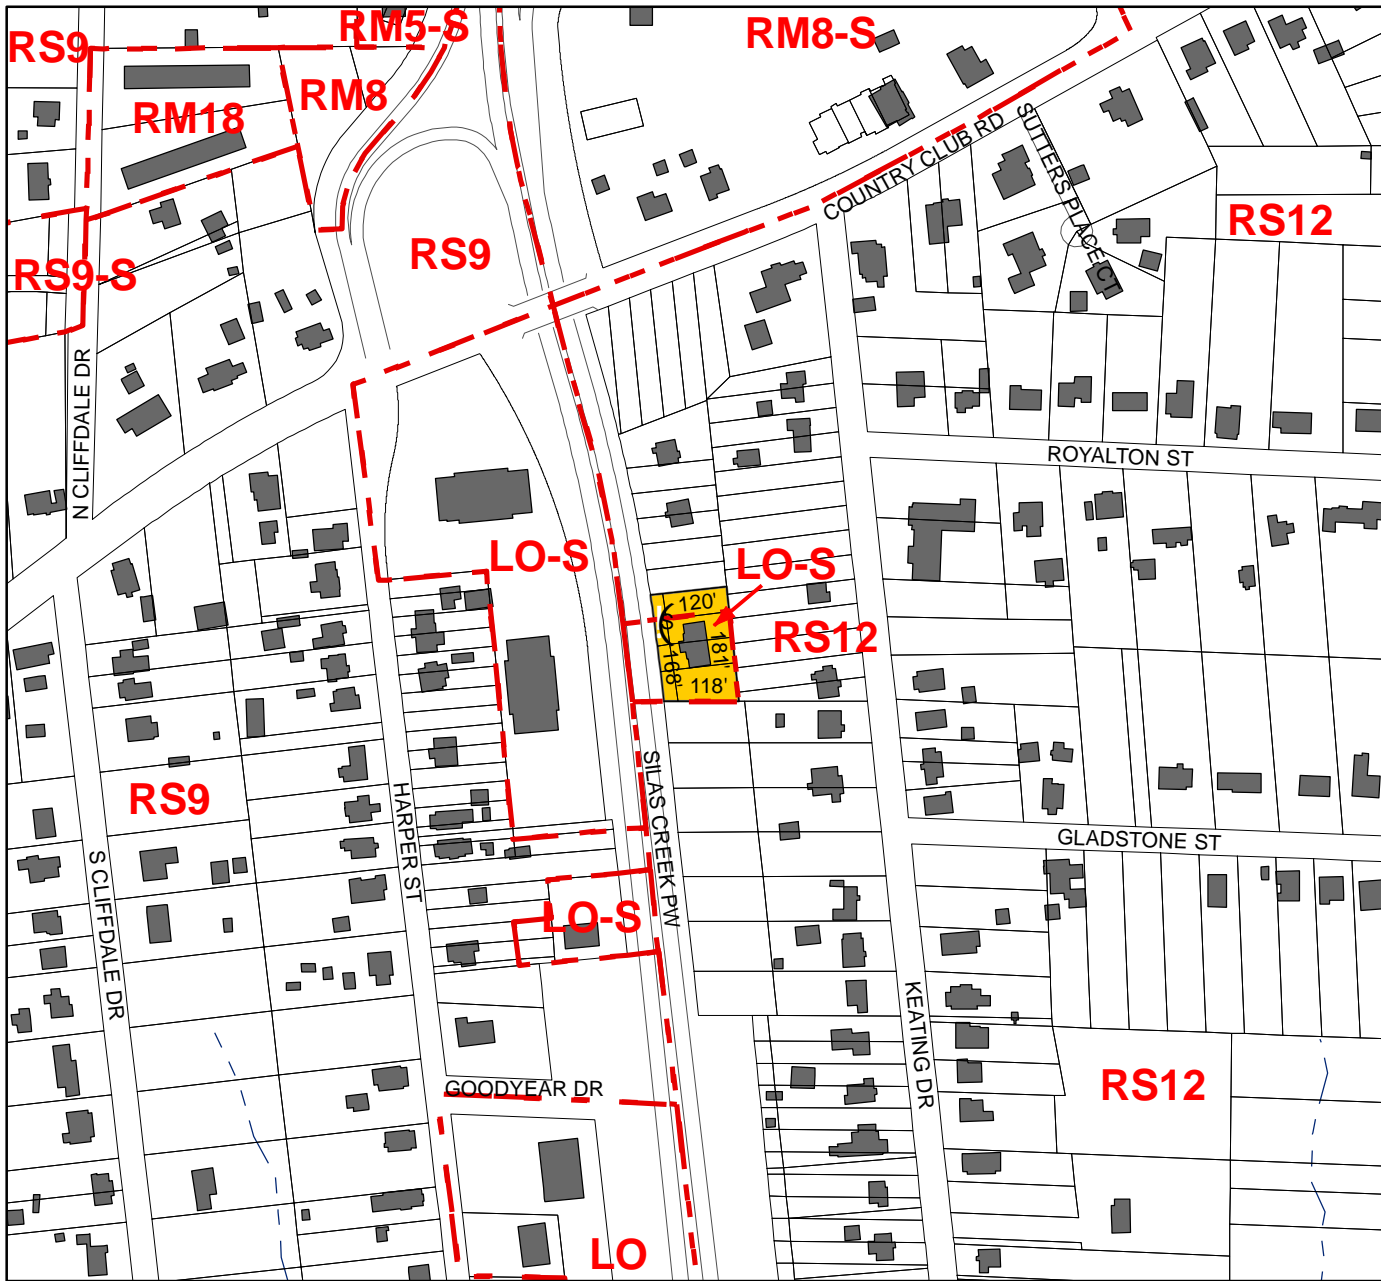 RM5-S
RS9
RM8-S
RM8
RM18
COUNTRY CLUB RD
SUTTERS PLACE CT
RS12
RS9
RS9-S
N CLIFFDALE DR
ROYALTON ST
LO-S
LO-S
120'
181'
168'
118'
RS12
SILAS CREEK PW
RS9
HARPER ST
GLADSTONE ST
S CLIFFDALE DR
LO-S
KEATING DR
GOODYEAR DR
RS12
LO